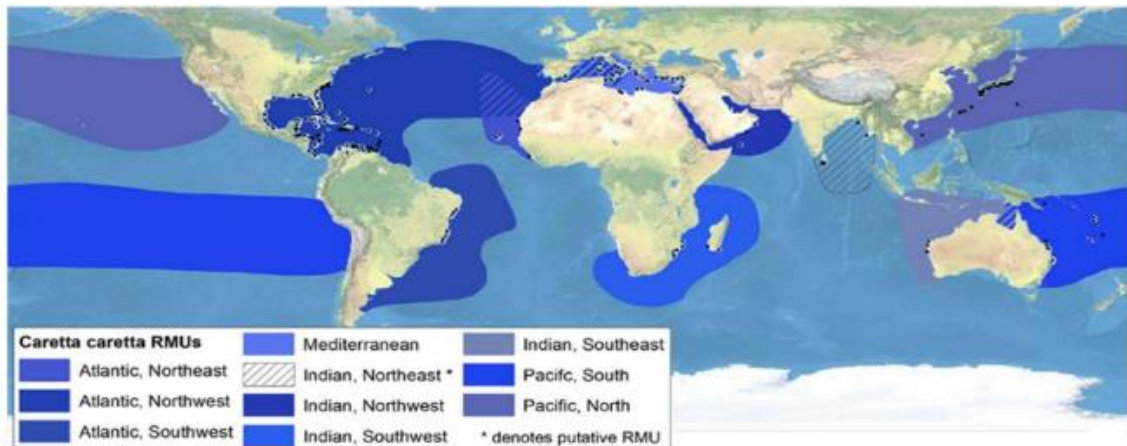 Caretta caretta RMUs
Atlantic, Northeast
Atlantic, Northwest
Atlantic, Southwest
Mediterranean
Indian, Northeast *
Indian, Northwest
Indian, Southwest
Indian, Southeast
Pacifc, South
Pacific, North
* denotes putative RMU